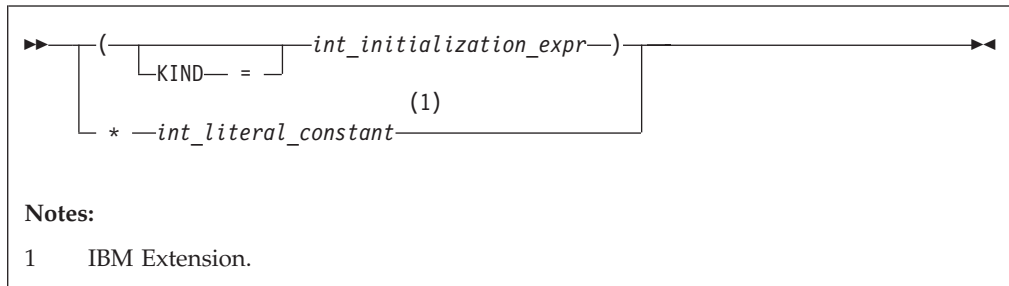 ( int_initialization_expr )
KIND =
(1)
* int_literal_constant
Notes:
1 IBM Extension.